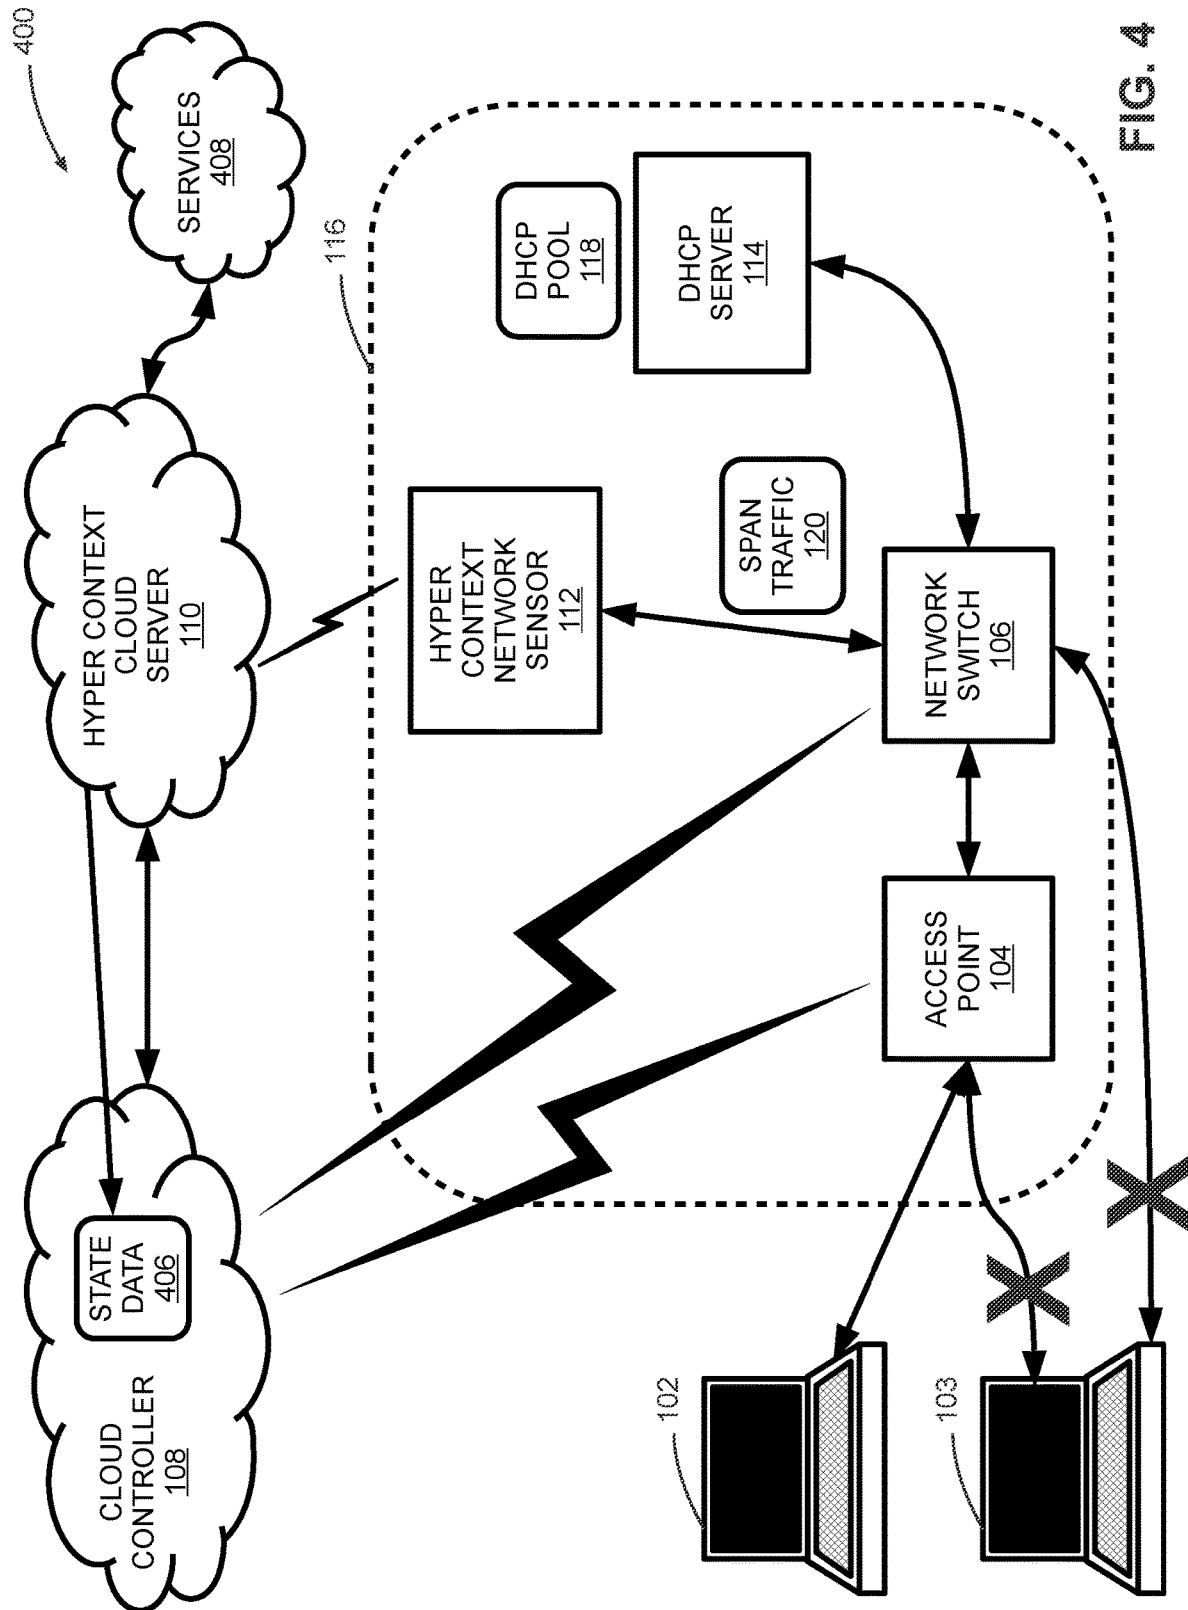 400
CLOUD
CONTROLLER
108
STATE
DATA
406
HYPER CONTEXT
CLOUD
SERVER
110
SERVICES
408
116
HYPER
CONTEXT
NETWORK
SENSOR
112
DHCP
POOL
118
DHCP
SERVER
114
SPAN
TRAFFIC
120
102
103
ACCESS
POINT
104
NETWORK
SWITCH
106
FIG. 4